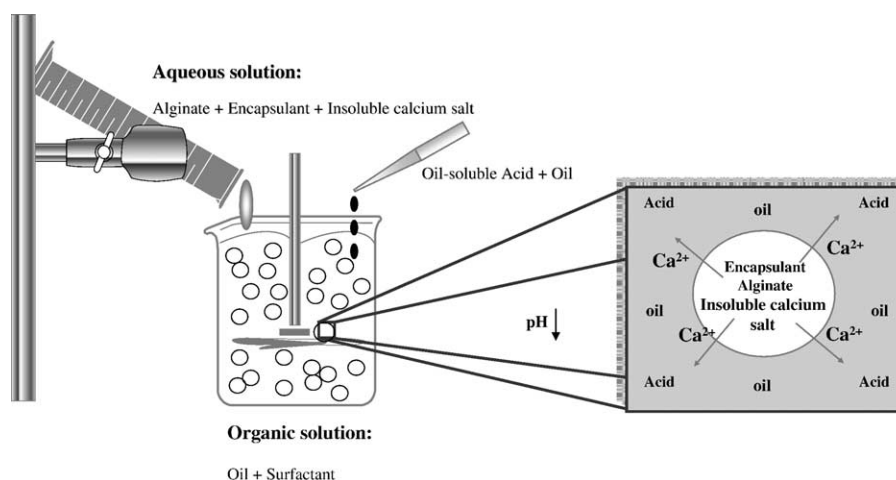 Aqueous solution:
Alginate + Encapsulant + Insoluble calcium salt
Oil-soluble Acid + Oil
Acid
oil
Acid
Ca²⁺
Ca²⁺
Encapsulant
Alginate
Insoluble calcium
salt
oil
oil
pH ↓
Ca²⁺
Ca²⁺
Acid
oil
Acid
Organic solution:
Oil + Surfactant